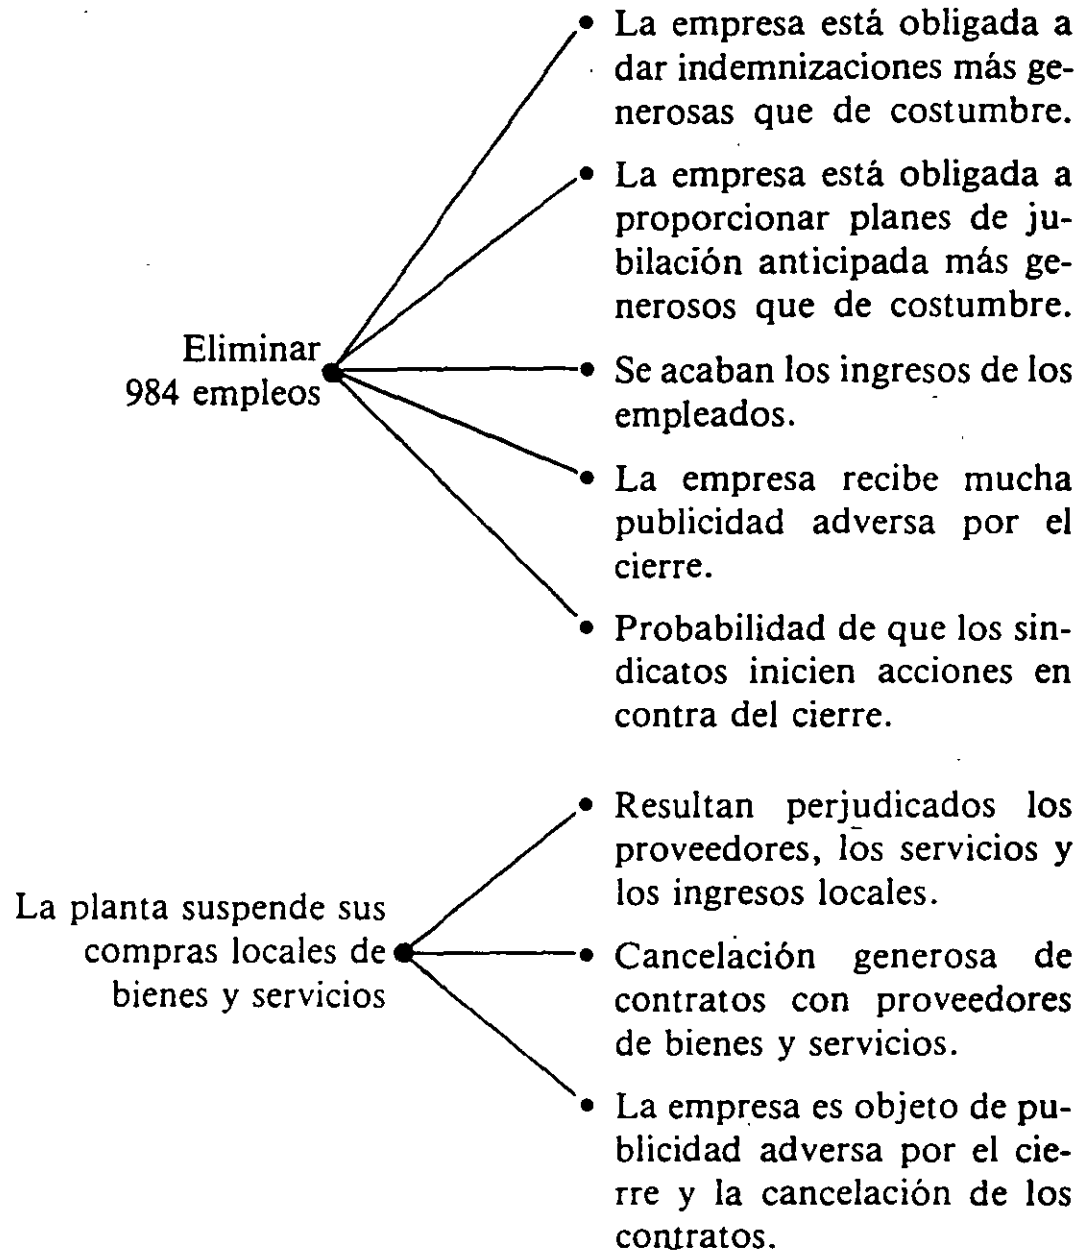 La empresa está obligada a
dar indemnizaciones más ge-
nerosas que de costumbre.
La empresa está obligada a
proporcionar planes de ju-
bilación anticipada más ge-
nerosos que de costumbre.
Eliminar
984 empleos
Se acaban los ingresos de los
empleados.
La empresa recibe mucha
publicidad adversa por el
cierre.
Probabilidad de que los sin-
dicatos inicien acciones en
contra del cierre.
La planta suspende sus
compras locales de
bienes y servicios
Resultan perjudicados los
proveedores, los servicios y
los ingresos locales.
Cancelación generosa de
contratos con proveedores
de bienes y servicios.
La empresa es objeto de pu-
blicidad adversa por el cie-
rre y la cancelación de los
contratos.